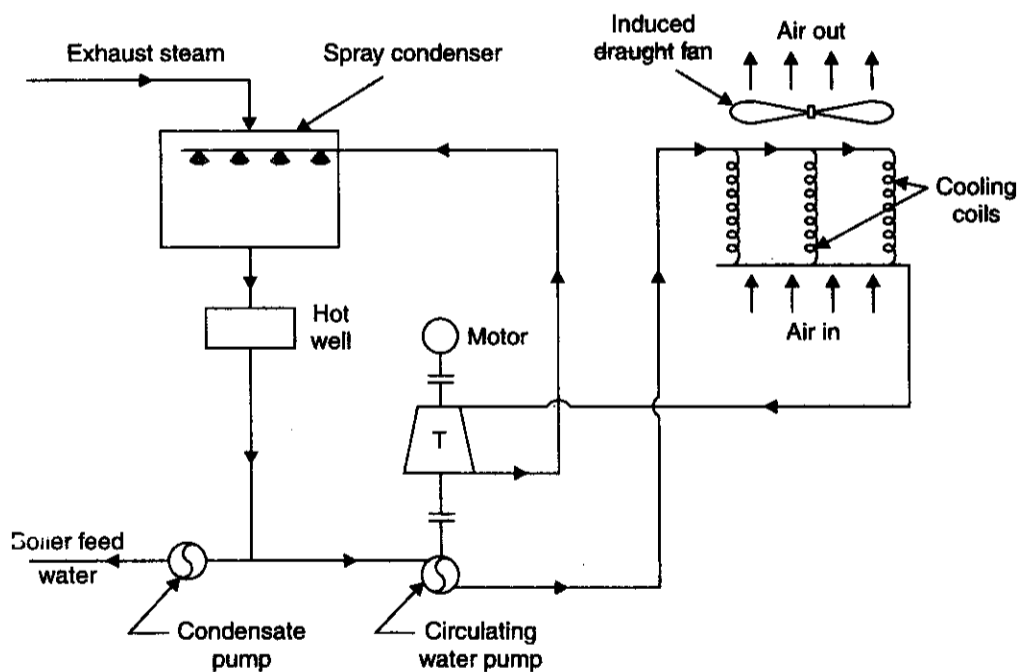 Exhaust steam
Spray condenser
Induced
draught fan
Air out
Cooling
coils
Air in
Hot
well
Motor
T
Boiler feed
water
Condensate
pump
Circulating
water pump